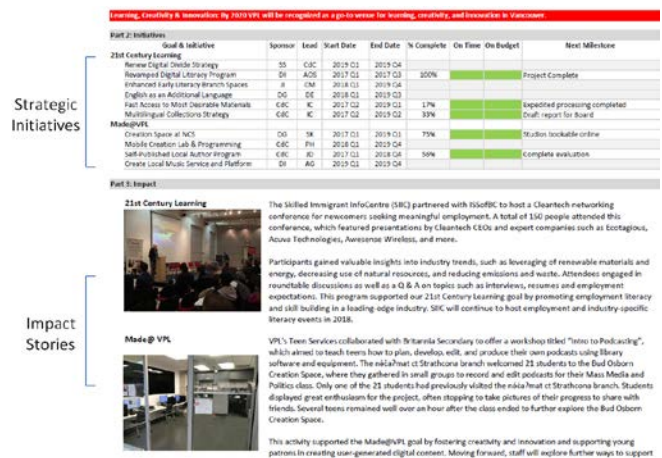 Learning, Creativity & Innovation: By 2020 VPL will be recognized as a go-to venue for learning, creativity, and innovation in Vancouver.
Part 2: Initiatives
Goal & Initiative Sponsor Lead Start Date End Date % Complete On Time On Budget Next Milestone
21st Century Learning
Renew Digital Divide Strategy SS CdC 2019 Q1 2019 Q4
Revamped Digital Literacy Program DI AOS 2017 Q1 2017 Q3 100% Project Complete
Enhanced Early Literacy Branch Spaces JI CM 2018 Q1 2019 Q4
English as an Additional Language DG DE 2018 Q1 2018 Q3
Fast Access to Most Desirable Materials CdC IC 2017 Q2 2018 Q4 17% Expedited processing completed
Multilingual Collections Strategy CdC IC 2017 Q2 2018 Q2 33% Draft report for Board
Made@VPL
Creation Space at NCS DG SK 2017 Q1 2019 Q1 75% Studios bookable online
Mobile Creation Lab & Programming CdC PH 2018 Q1 2018 Q4
Self-Published Local Author Program CdC JD 2017 Q3 2018 Q4 56% Complete evaluation
Create Local Music Service and Platform DI AG 2019 Q1 2019 Q4
Strategic
Initiatives
Part 3: Impact
21st Century Learning
The Skilled Immigrant InfoCentre (SIIC) partnered with ISSofBC to host a Cleantech networking
conference for newcomers seeking meaningful employment. A total of 150 people attended this
conference, which featured presentations by Cleantech CEOs and expert companies such as Ecotagious,
Acuva Technologies, Awesense Wireless, and more.
Participants gained valuable insights into industry trends, such as leveraging of renewable materials and
energy, decreasing use of natural resources, and reducing emissions and waste. Attendees engaged in
roundtable discussions as well as a Q & A on topics such as interviews, resumes and employment
expectations. This program supported our 21st Century Learning goal by promoting employment literacy
and skill building in a leading-edge industry. SIIC will continue to host employment and industry-specific
literacy events in 2018.
Impact
Stories
Made@ VPL
VPL's Teen Services collaborated with Britannia Secondary to offer a workshop titled "Intro to Podcasting",
which aimed to teach teens how to plan, develop, edit, and produce their own podcasts using library
software and equipment. The nə́c̓aʔmat ct Strathcona branch welcomed 21 students to the Bud Osborn
Creation Space, where they gathered in small groups to record and edit podcasts for their Mass Media and
Politics class. Only one of the 21 students had previously visited the nə́c̓aʔmat ct Strathcona. Students
displayed great enthusiasm for the project, often stopping to take pictures of their progress to share with
friends. Several teens remained well over an hour after the class ended to further explore the Bud Osborn
Creation Space.
This activity supported the Made@VPL goal by fostering creativity and innovation and supporting young
patrons in creating user-generated digital content. Moving forward, staff will explore further ways to support